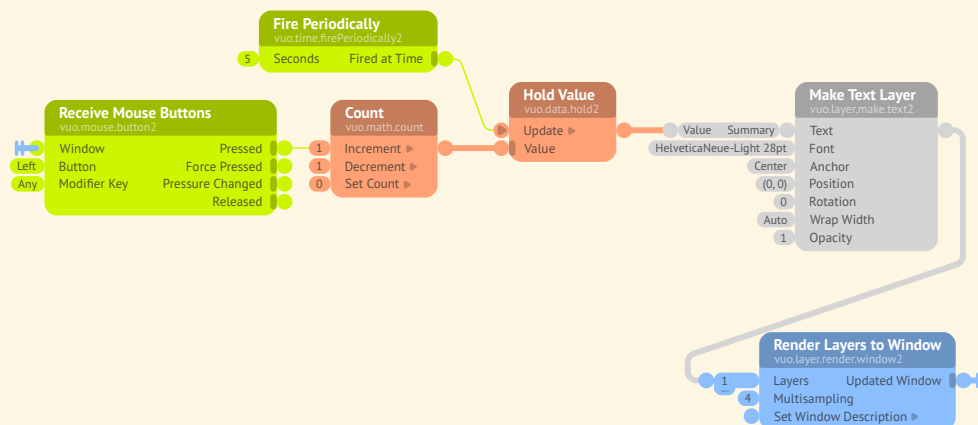 Fire Periodically
vuo.time.firePeriodically2
5 Seconds Fired at Time
Receive Mouse Buttons
vuo.mouse.button2
Window Pressed
Left Button Force Pressed
Any Modifier Key Pressure Changed
Released
Count
vuo.math.count
1 Increment
1 Decrement
0 Set Count
Hold Value
vuo.data.hold2
Update
Value
Make Text Layer
vuo.layer.make.text2
Value Summary Text
HelveticaNeue-Light 28pt Font
Center Anchor
(0, 0) Position
0 Rotation
Auto Wrap Width
1 Opacity
Render Layers to Window
vuo.layer.render.window2
1 Layers Updated Window
4 Multisampling
Set Window Description